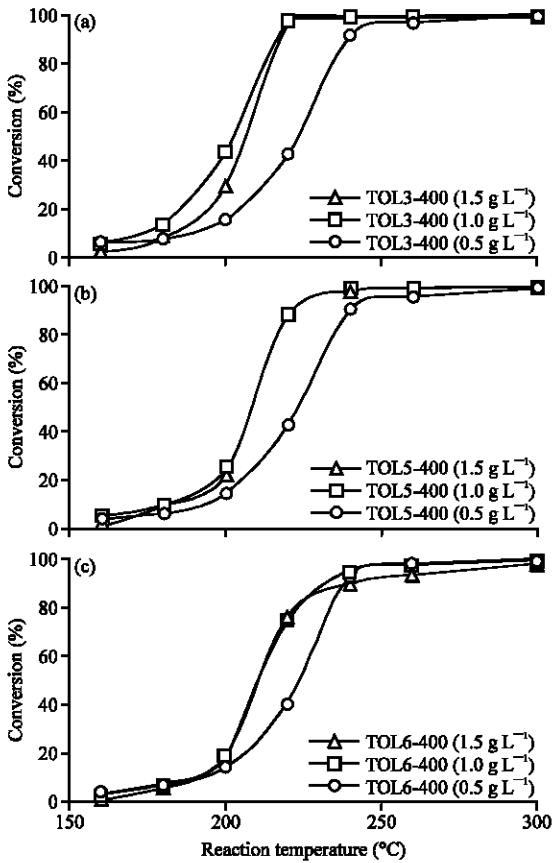 (a)
Conversion (%)
100
80
60
40
20
0
TOL3-400 (1.5 g L⁻¹)
TOL3-400 (1.0 g L⁻¹)
TOL3-400 (0.5 g L⁻¹)
(b)
Conversion (%)
100
80
60
40
20
0
TOL5-400 (1.5 g L⁻¹)
TOL5-400 (1.0 g L⁻¹)
TOL5-400 (0.5 g L⁻¹)
(c)
Conversion (%)
100
80
60
40
20
0
TOL6-400 (1.5 g L⁻¹)
TOL6-400 (1.0 g L⁻¹)
TOL6-400 (0.5 g L⁻¹)
150 200 250 300
Reaction temperature (°C)